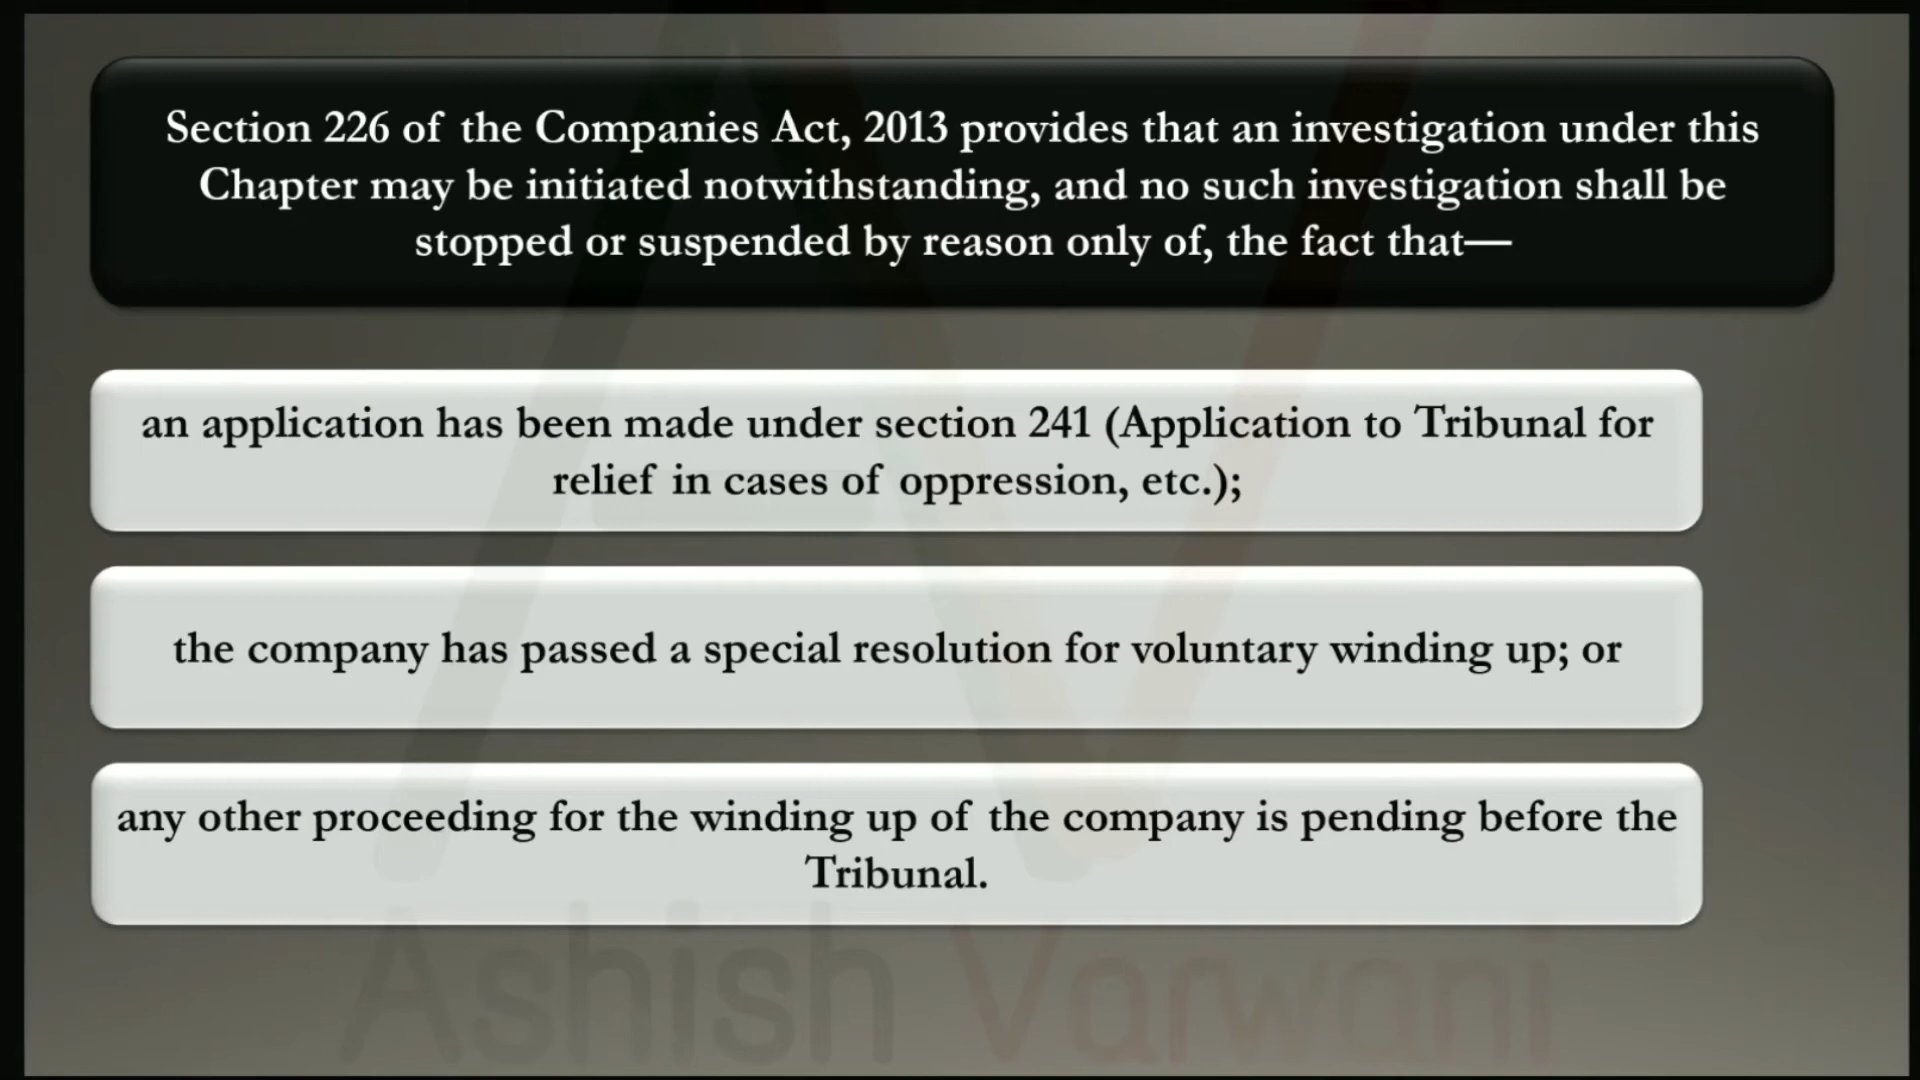 Section 226 of the Companies Act, 2013 provides that an investigation under this
Chapter may be initiated notwithstanding, and no such investigation shall be
stopped or suspended by reason only of, the fact that—
an application has been made under section 241 (Application to Tribunal for
relief in cases of oppression, etc.);
the company has passed a special resolution for voluntary winding up; or
any other proceeding for the winding up of the company is pending before the
Tribunal.
Ashish Varwani